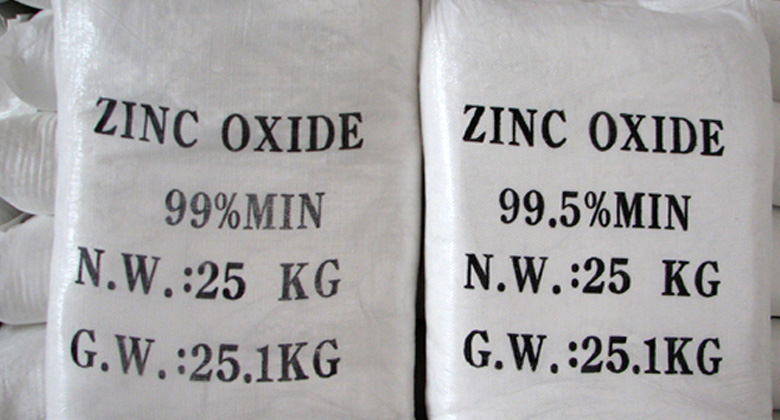 ZINC OXIDE
99%MIN
N.W.:25 KG
G.W.:25.1KG
ZINC OXIDE
99.5%MIN
N.W.:25 KG
G.W.:25.1KG